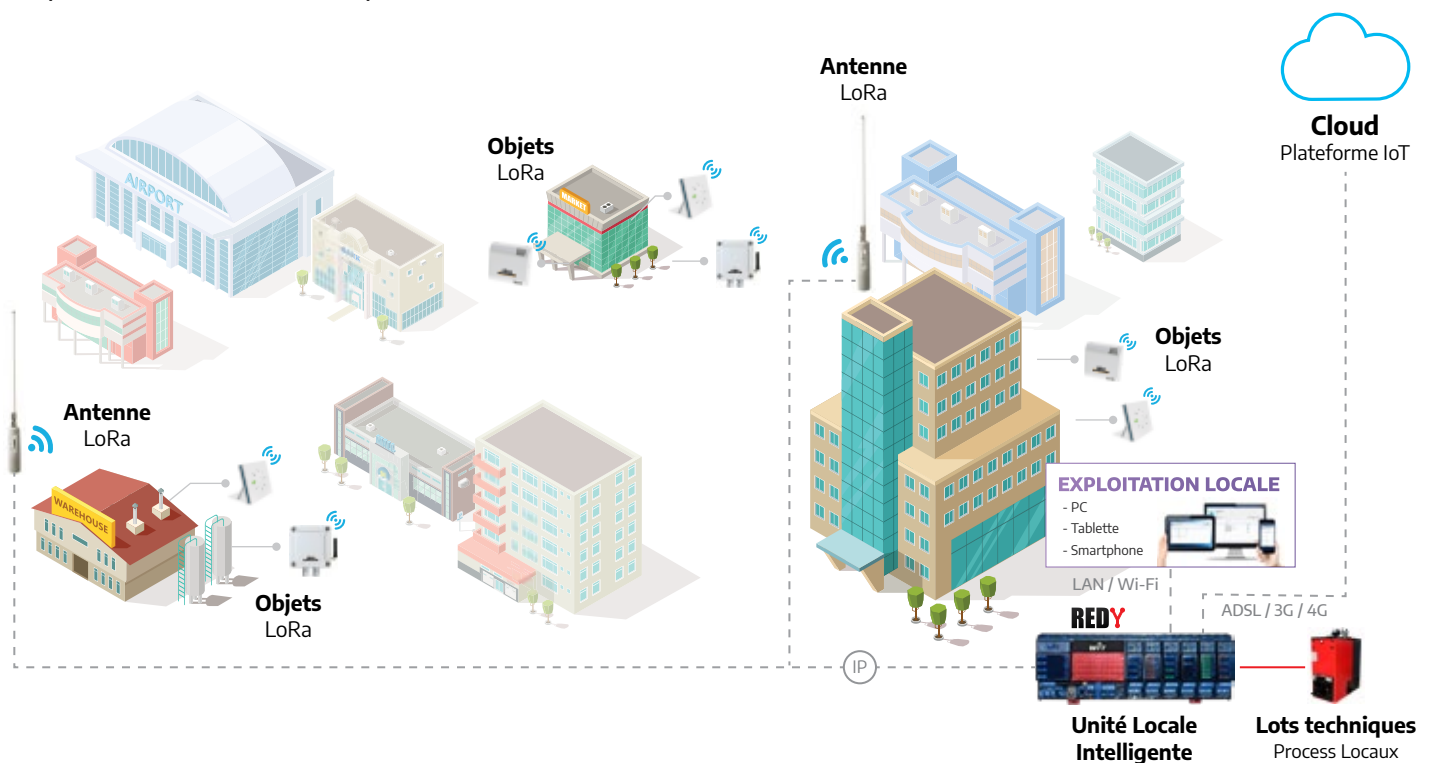 Antenne
LoRa
Cloud
Plateforme IoT
Objets
LoRa
MARKET
AIRPORT
Objets
LoRa
Antenne
LoRa
WAREHOUSE
EXPLOITATION LOCALE
- PC
- Tablette
- Smartphone
Objets
LoRa
LAN / Wi-Fi
ADSL / 3G / 4G
REDY
IP
Unité Locale
Intelligente
Lots techniques
Process Locaux